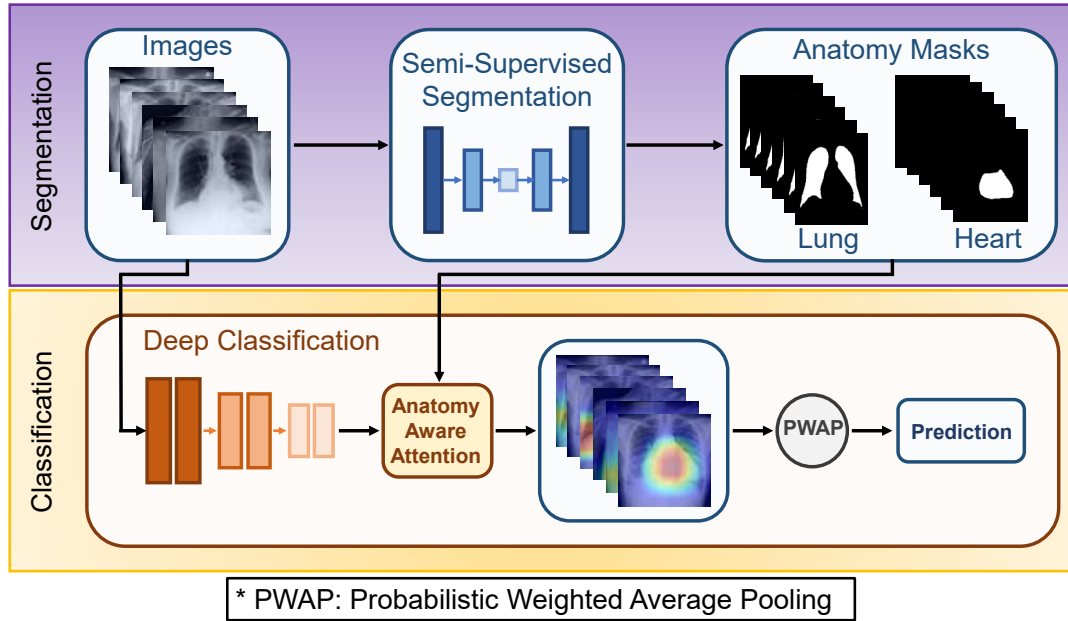 Segmentation
Images
Semi-Supervised
Segmentation
Anatomy Masks
Lung
Heart
Classification
Deep Classification
Anatomy
Aware
Attention
PWAP
Prediction
* PWAP: Probabilistic Weighted Average Pooling